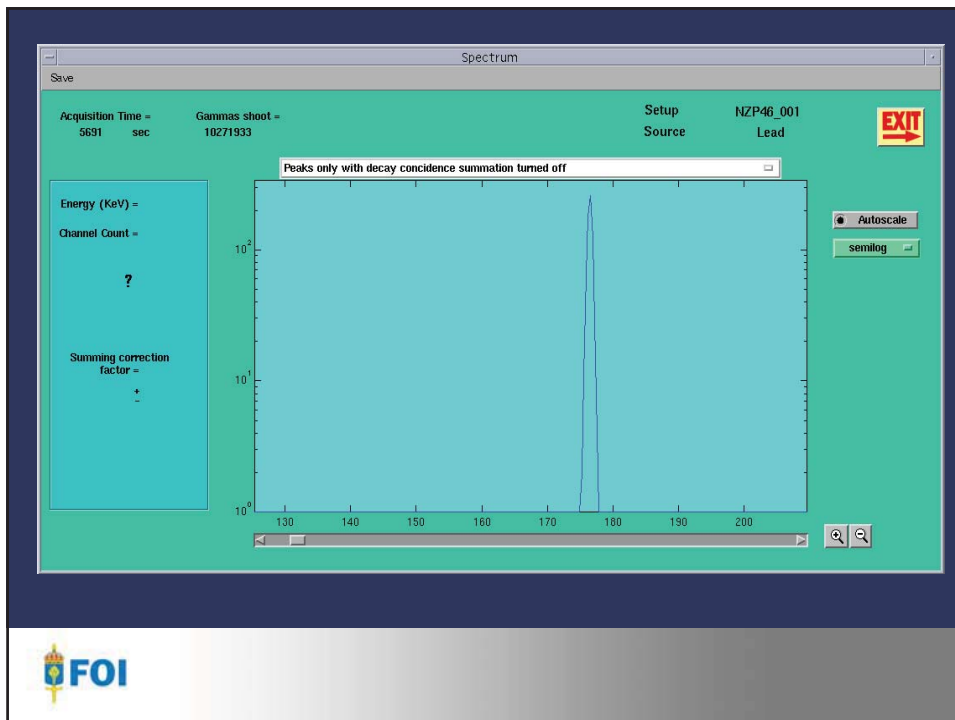 Spectrum
Save
Acquisition Time =
5691 sec
Gammas shoot =
10271933
Setup NZP46_001
Source Lead
EXIT
Peaks only with decay concidence summation turned off
Energy (KeV) =
Channel Count =
?
Summing correction
factor =
+
-
Autoscale
semilog
10²
10¹
10⁰
130 140 150 160 170 180 190 200
FOI